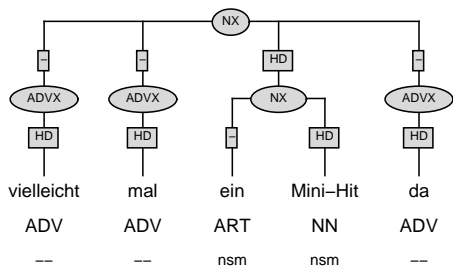 NX
– – HD –
ADVX ADVX NX ADVX
HD HD – HD HD
vielleicht mal ein Mini–Hit da
ADV ADV ART NN ADV
−− −− nsm nsm −−